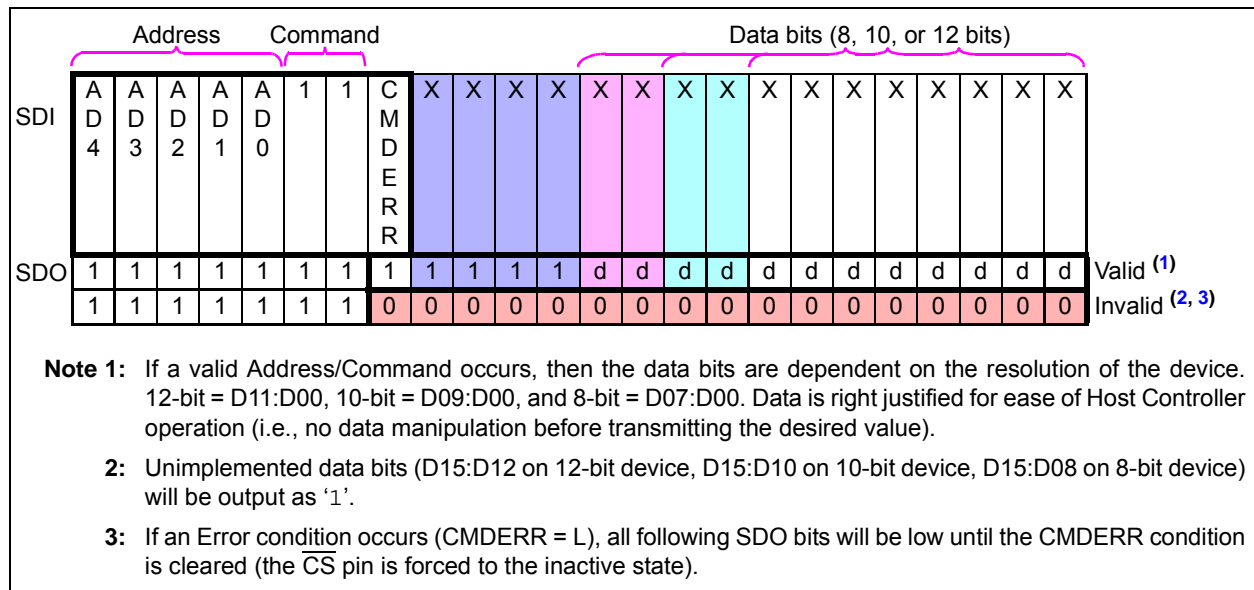 Address Command Data bits (8, 10, or 12 bits)
SDI AD4 AD3 AD2 AD1 AD0 1 1 CMDERR X X X X X X X X X X X X X X X X
SDO 1 1 1 1 1 1 1 1 1 1 1 1 d d d d d d d d d d d d Valid (1)
1 1 1 1 1 1 1 0 0 0 0 0 0 0 0 0 0 0 0 0 0 0 0 0 Invalid (2, 3)
Note 1: If a valid Address/Command occurs, then the data bits are dependent on the resolution of the device.
12-bit = D11:D00, 10-bit = D09:D00, and 8-bit = D07:D00. Data is right justified for ease of Host Controller
operation (i.e., no data manipulation before transmitting the desired value).
2: Unimplemented data bits (D15:D12 on 12-bit device, D15:D10 on 10-bit device, D15:D08 on 8-bit device)
will be output as ‘1’.
3: If an Error condition occurs (CMDERR = L), all following SDO bits will be low until the CMDERR condition
is cleared (the C̅S̅ pin is forced to the inactive state).